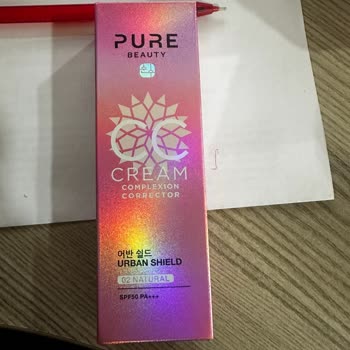 PURE
BEAUTY
CC
CREAM
COMPLEXION
CORRECTOR
어반 쉴드
URBAN SHIELD
02 NATURAL
SPF50 PA+++